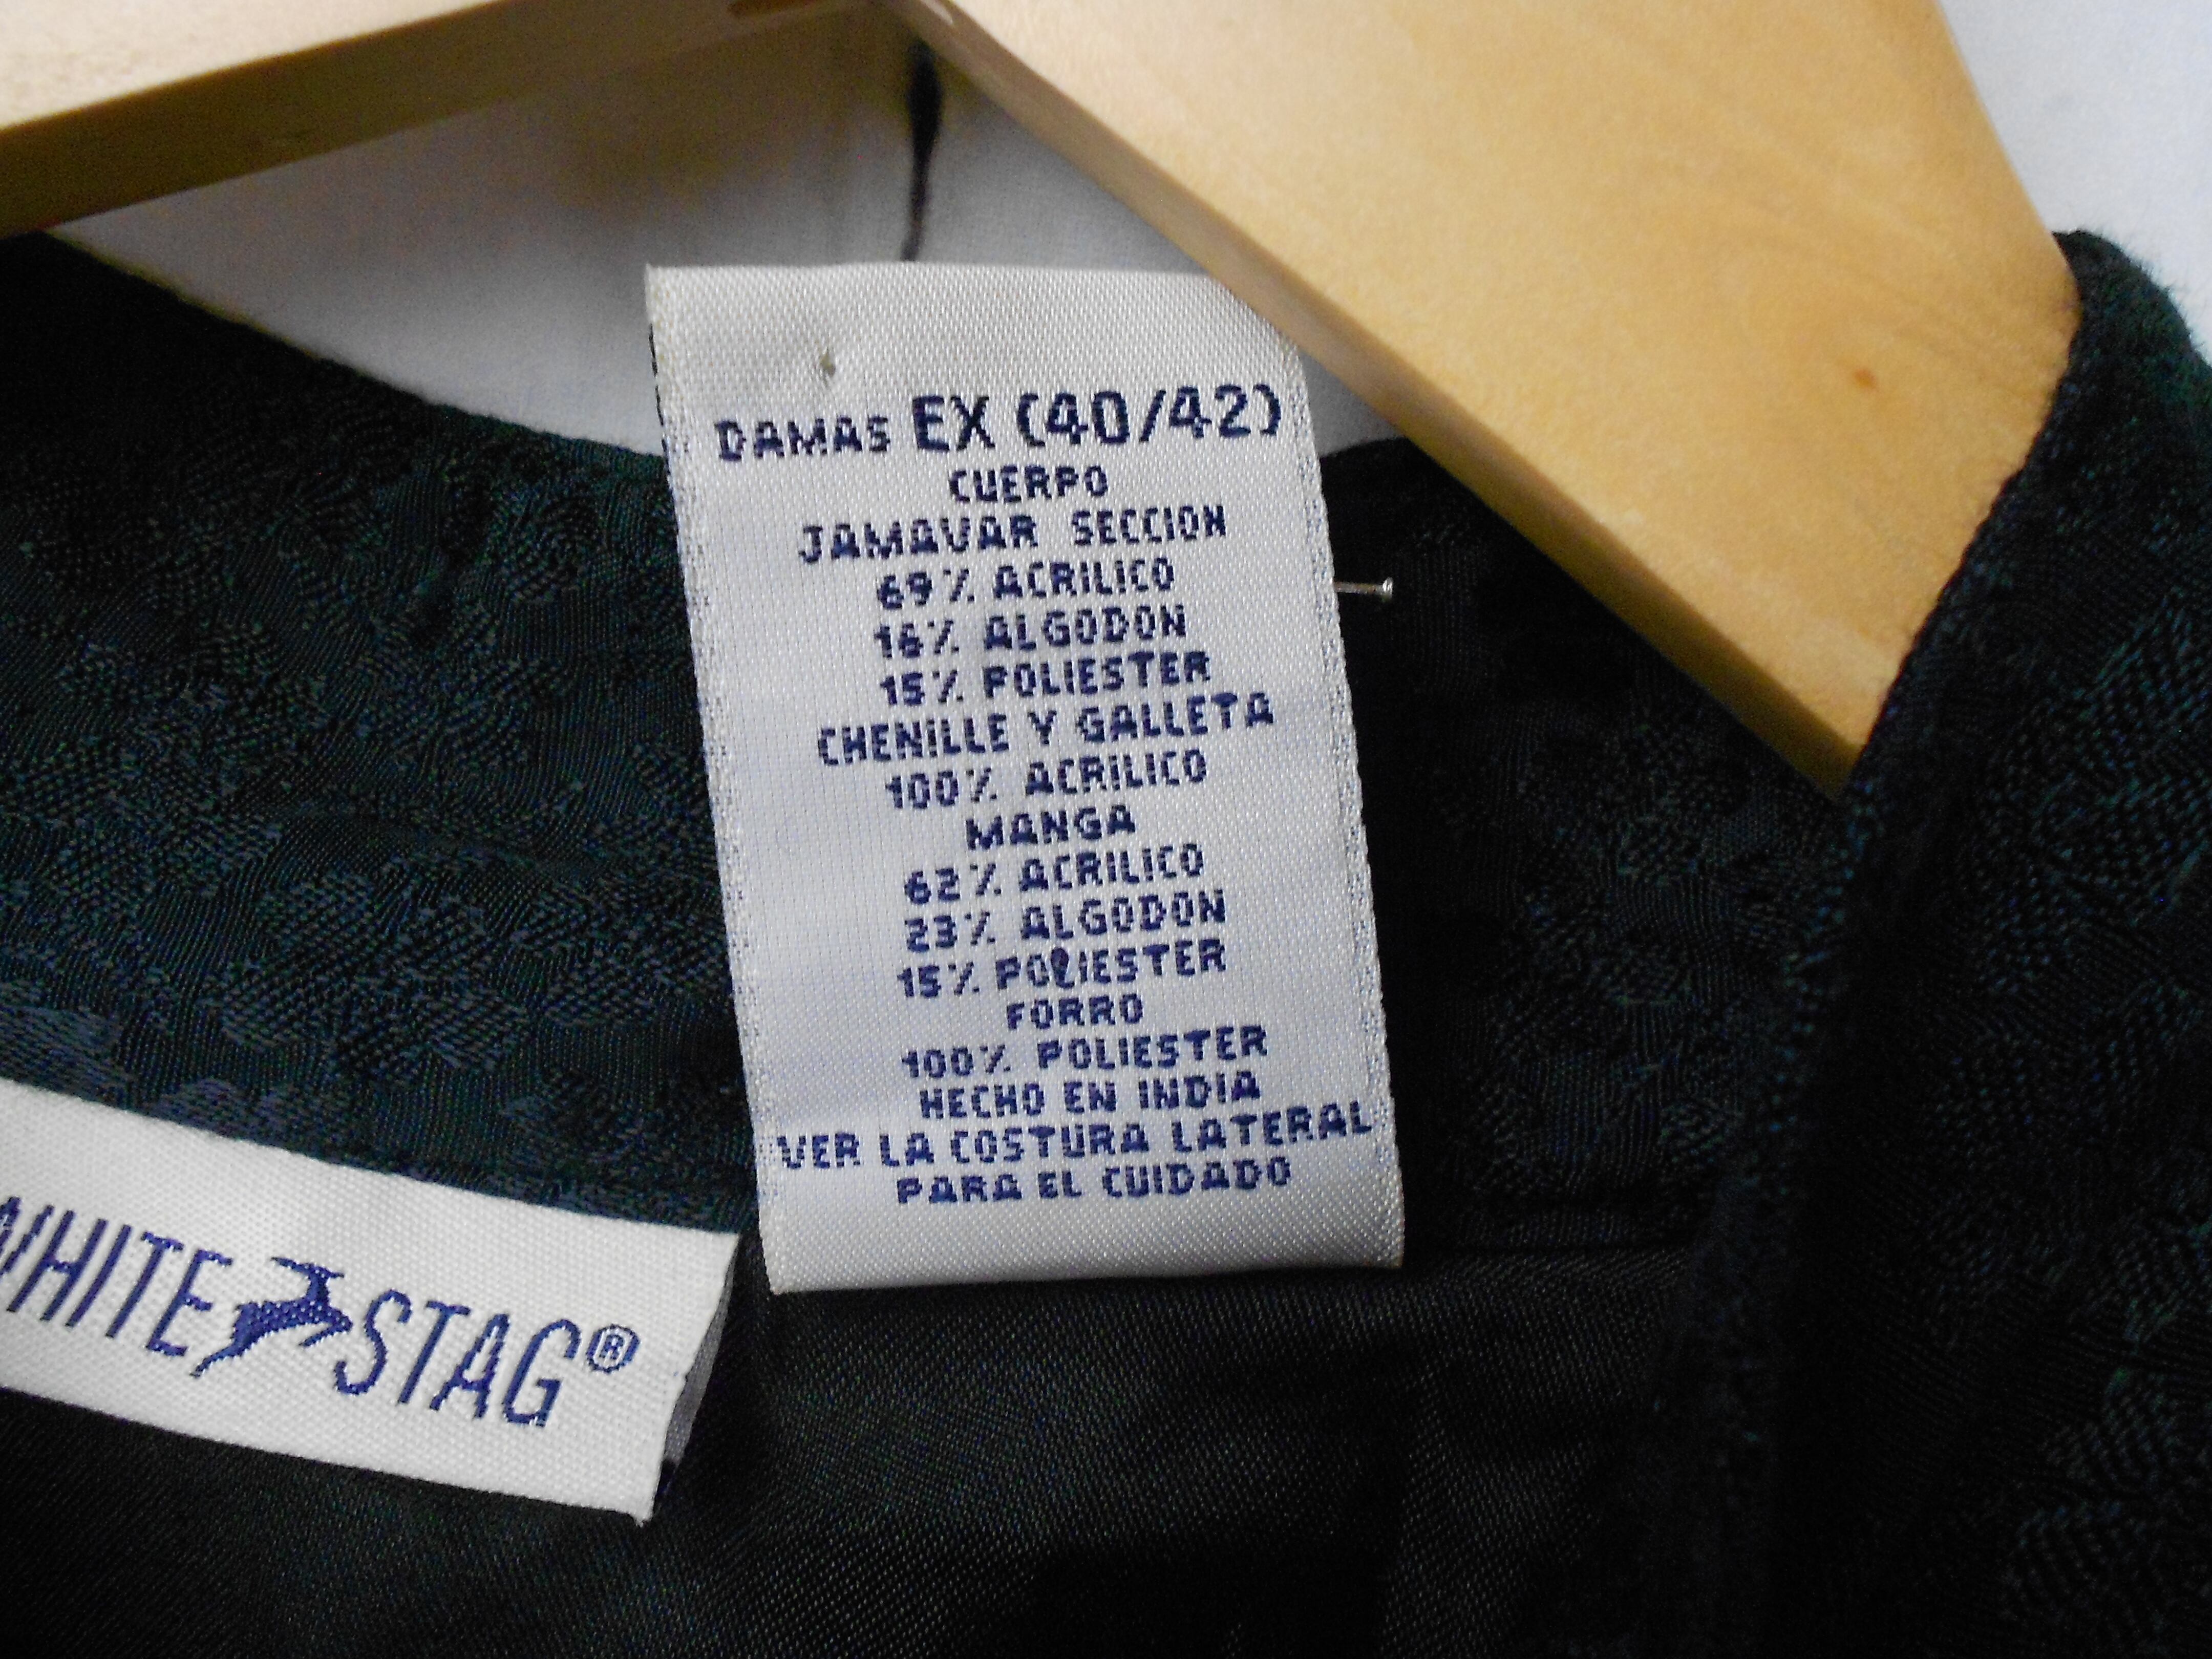 DAMAS EX (40/42)
CUERPO
JAMAVAR SECCION
69% ACRILICO
16% ALGODON
15% POLIESTER
CHENILLE Y GALLETA
100% ACRILICO
MANGA
62% ACRILICO
23% ALGODON
15% POLIESTER
FORRO
100% POLIESTER
HECHO EN INDIA
VER LA COSTURA LATERAL
PARA EL CUIDADO
WHITE STAG®